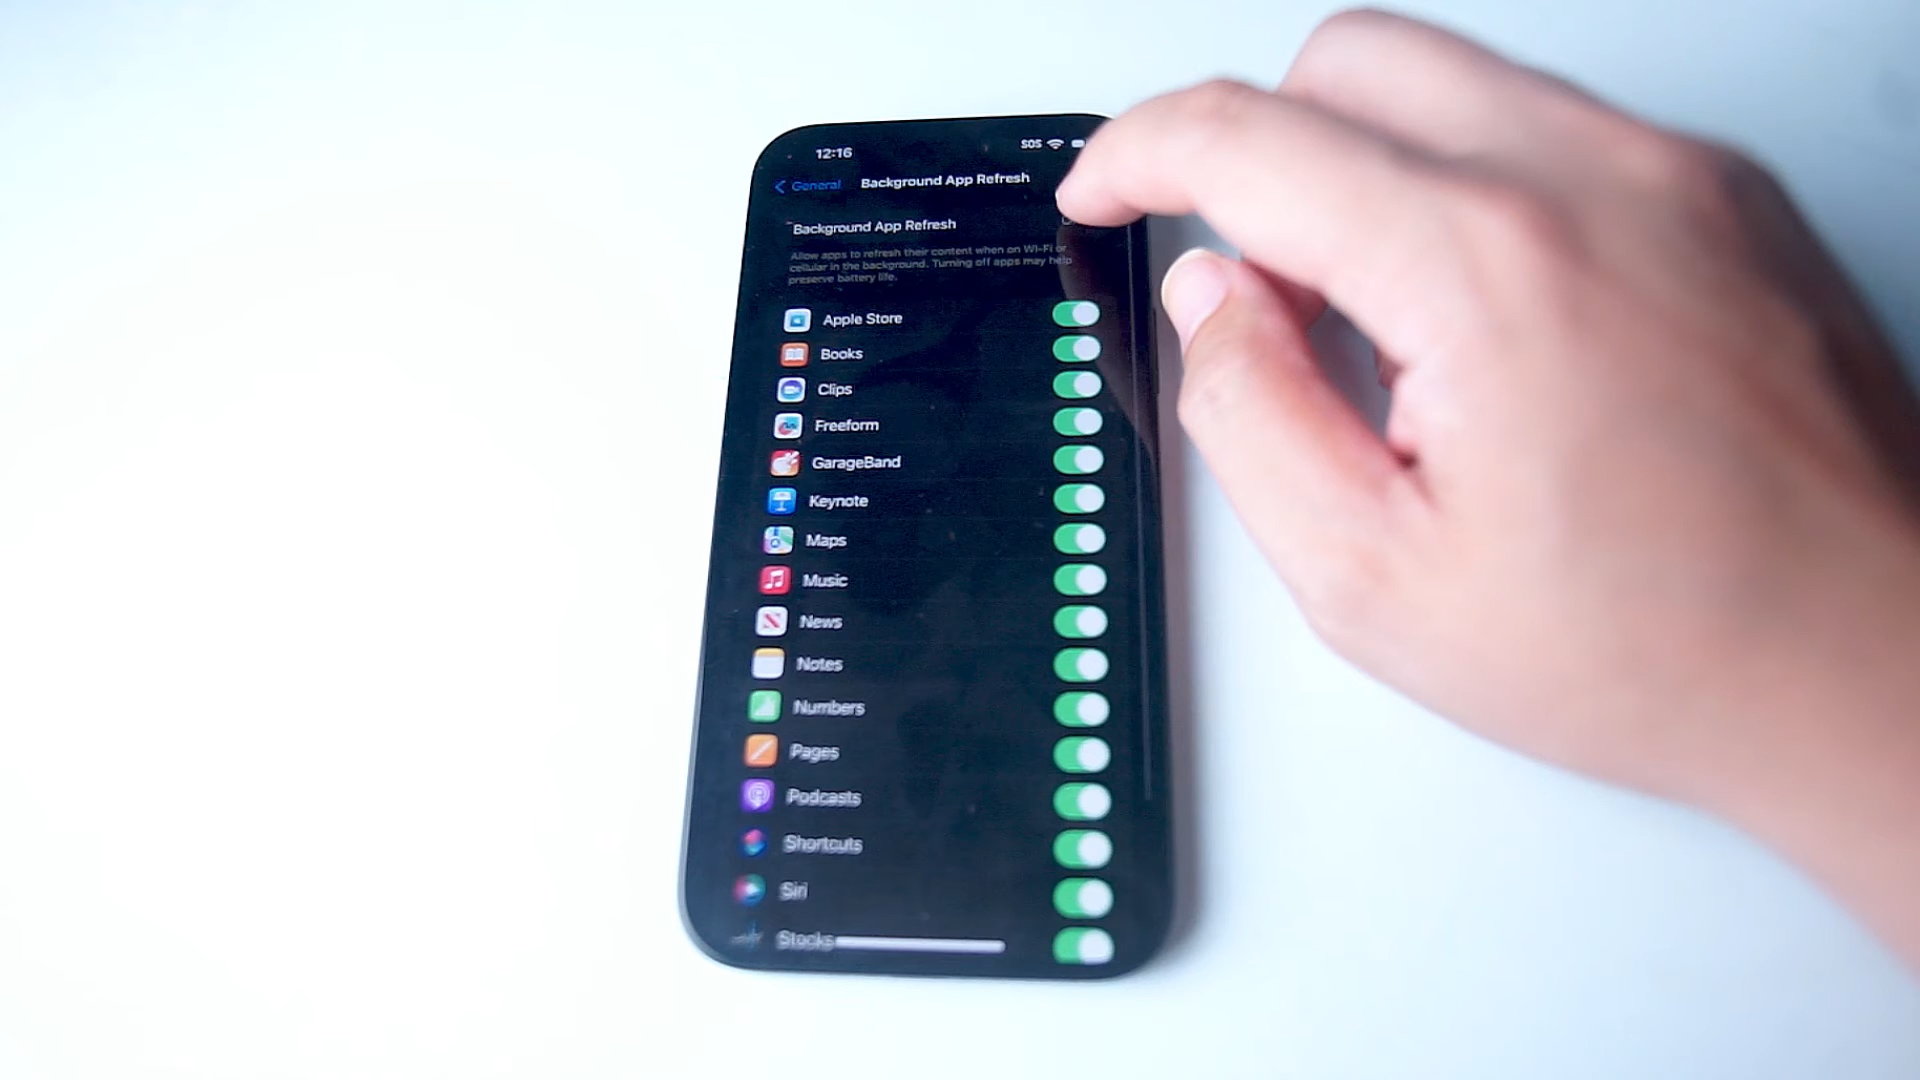 12:16 SOS
General Background App Refresh
Background App Refresh
Allow apps to refresh their content when on Wi-Fi or
cellular in the background. Turning off apps may help
preserve battery life.
Apple Store
Books
Clips
Freeform
GarageBand
Keynote
Maps
Music
News
Notes
Numbers
Pages
Podcasts
Shortcuts
Siri
Stocks